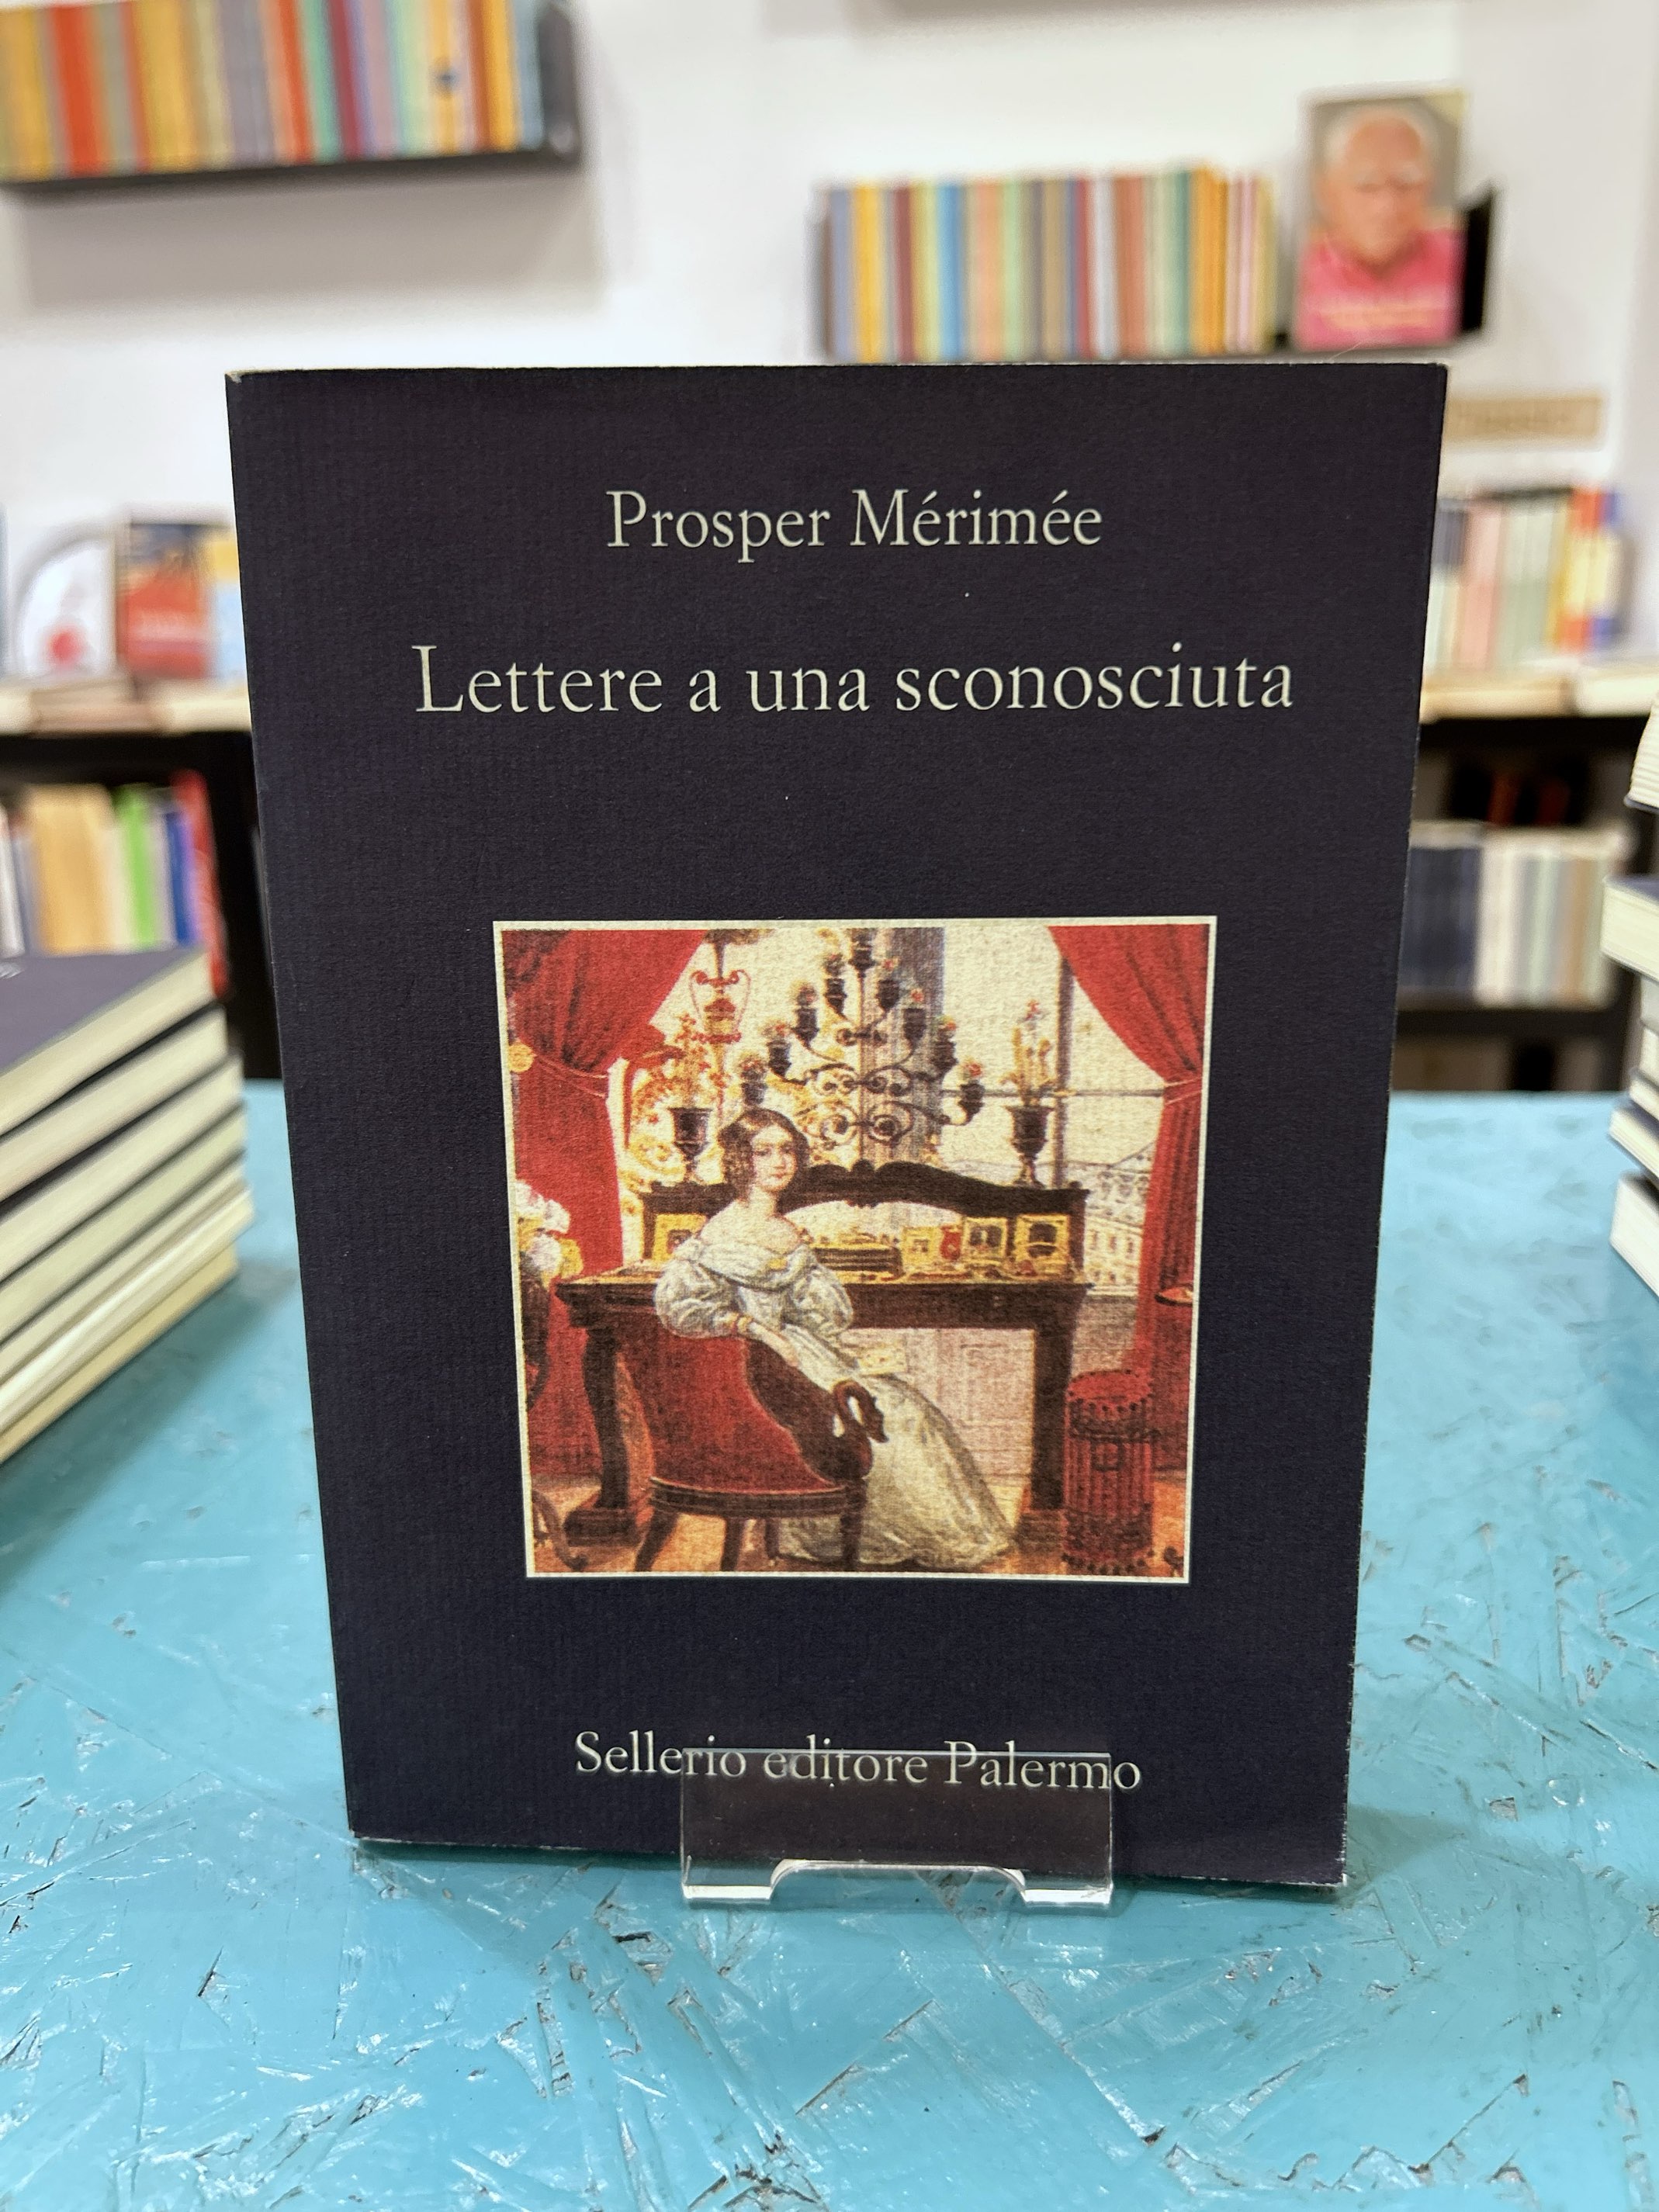 Prosper Mérimée
Lettere a una sconosciuta
Sellerio editore Palermo